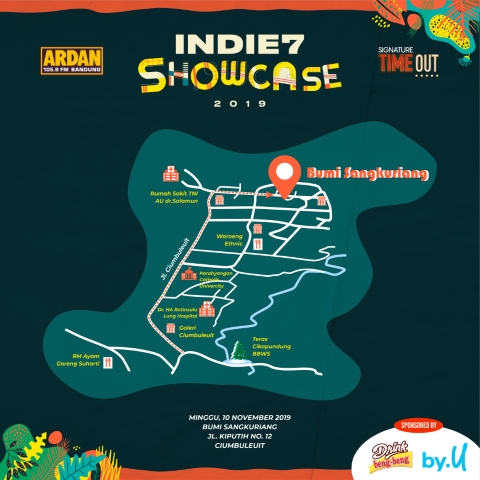 ARDAN
105.9 FM BANDUNG
INDIE7
SHOWCASE
2019
SIGNATURE
TIME OUT
Bumi Sangkuriang
Rumah Sakit TNI
AU dr.Salamun
Waroeng
Ethnic
Jl. Ciumbuleuit
Parahyangan
Catholic
University
Dr. HA Rotinsulu
Lung Hospital
Galeri
Ciumbuleuit
Teras
Cikapundung
BBWS
RM Ayam
Goreng Suharti
MINGGU, 10 NOVEMBER 2019
BUMI SANGKURIANG
JL. KIPUTIH NO. 12
CIUMBULEUIT
SPONSORED BY
Drink
beng-beng
by.U